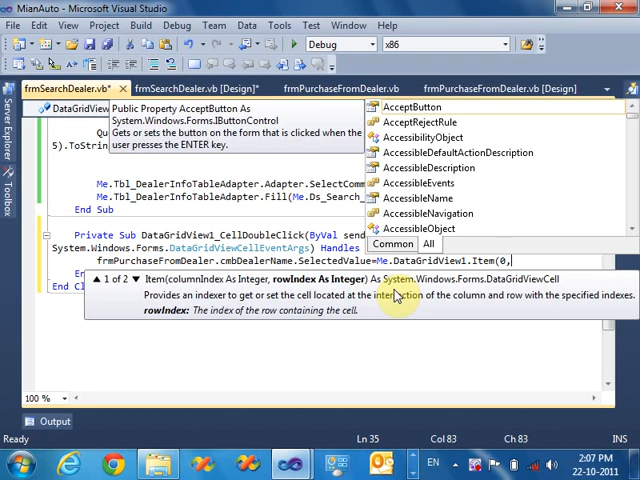 MianAuto - Microsoft Visual Studio
File Edit View Project Build Debug Team Data Tools Test Window Help
Debug x86
frmSearchDealer.vb* frmSearchDealer.vb [Design]* frmPurchaseFromDealer.vb frmPurchaseFromDealer.vb [Design]
DataGridView
Public Property AcceptButton As
System.Windows.Forms.IButtonControl
Gets or sets the button on the form that is clicked when the
user presses the ENTER key.
AcceptButton
AcceptRejectRule
AccessibilityObject
AccessibleDefaultActionDescription
AccessibleDescription
AccessibleEvents
AccessibleName
AccessibleNavigation
AccessibleObject
Common All
Server Explorer
Toolbox
Qu
5).ToString
Me.Tbl_DealerInfoTableAdapter.Adapter.SelectComm
Me.Tbl_DealerInfoTableAdapter.Fill(Me.Ds_Search_
End Sub
Private Sub DataGridView1_CellDoubleClick(ByVal send
System.Windows.Forms.DataGridViewCellEventArgs) Handles
frmPurchaseFromDealer.cmbDealerName.SelectedValue=Me.DataGridView1.Item(0,
End Cl
1 of 2 Item(columnIndex As Integer, rowIndex As Integer) As System.Windows.Forms.DataGridViewCell
Provides an indexer to get or set the cell located at the intersection of the column and row with the specified indexes.
rowIndex: The index of the row containing the cell.
100 %
Output
Ready Ln 35 Col 83 Ch 83
EN 2:07 PM
22-10-2011